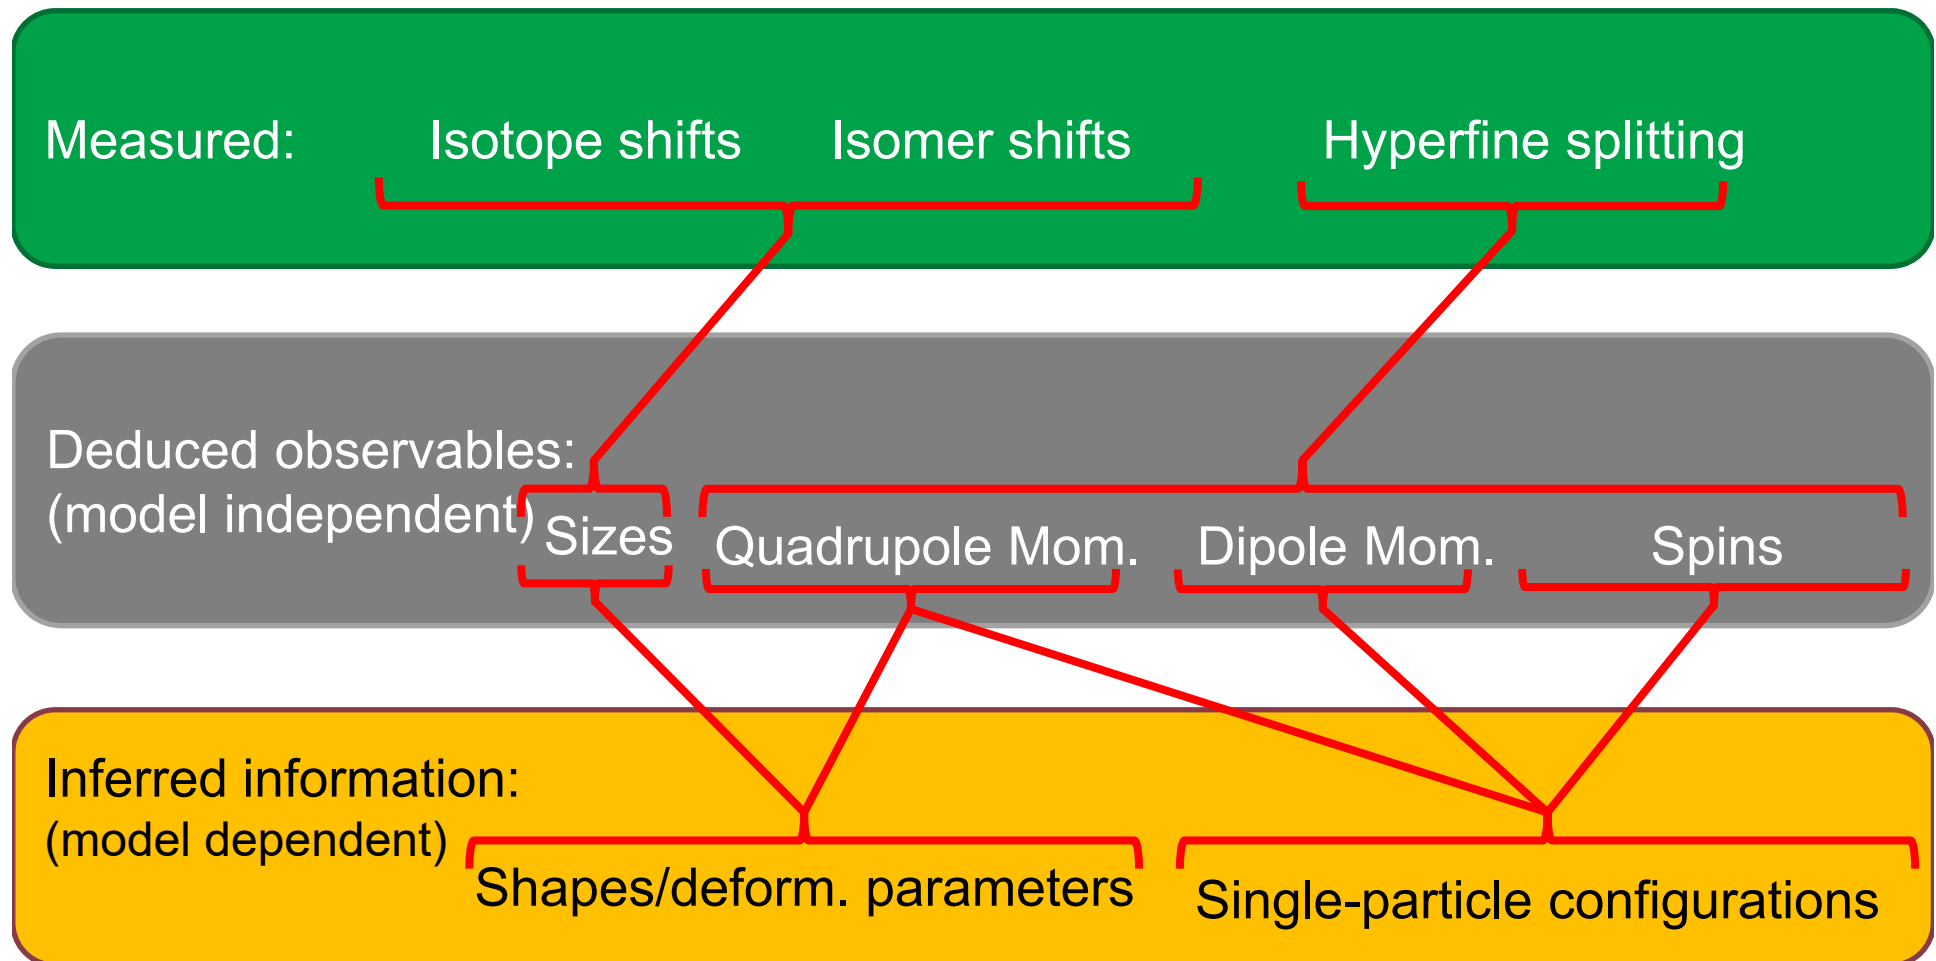 Measured: Isotope shifts Isomer shifts Hyperfine splitting
Deduced observables:
(model independent)
Sizes Quadrupole Mom. Dipole Mom. Spins
Inferred information:
(model dependent)
Shapes/deform. parameters Single-particle configurations